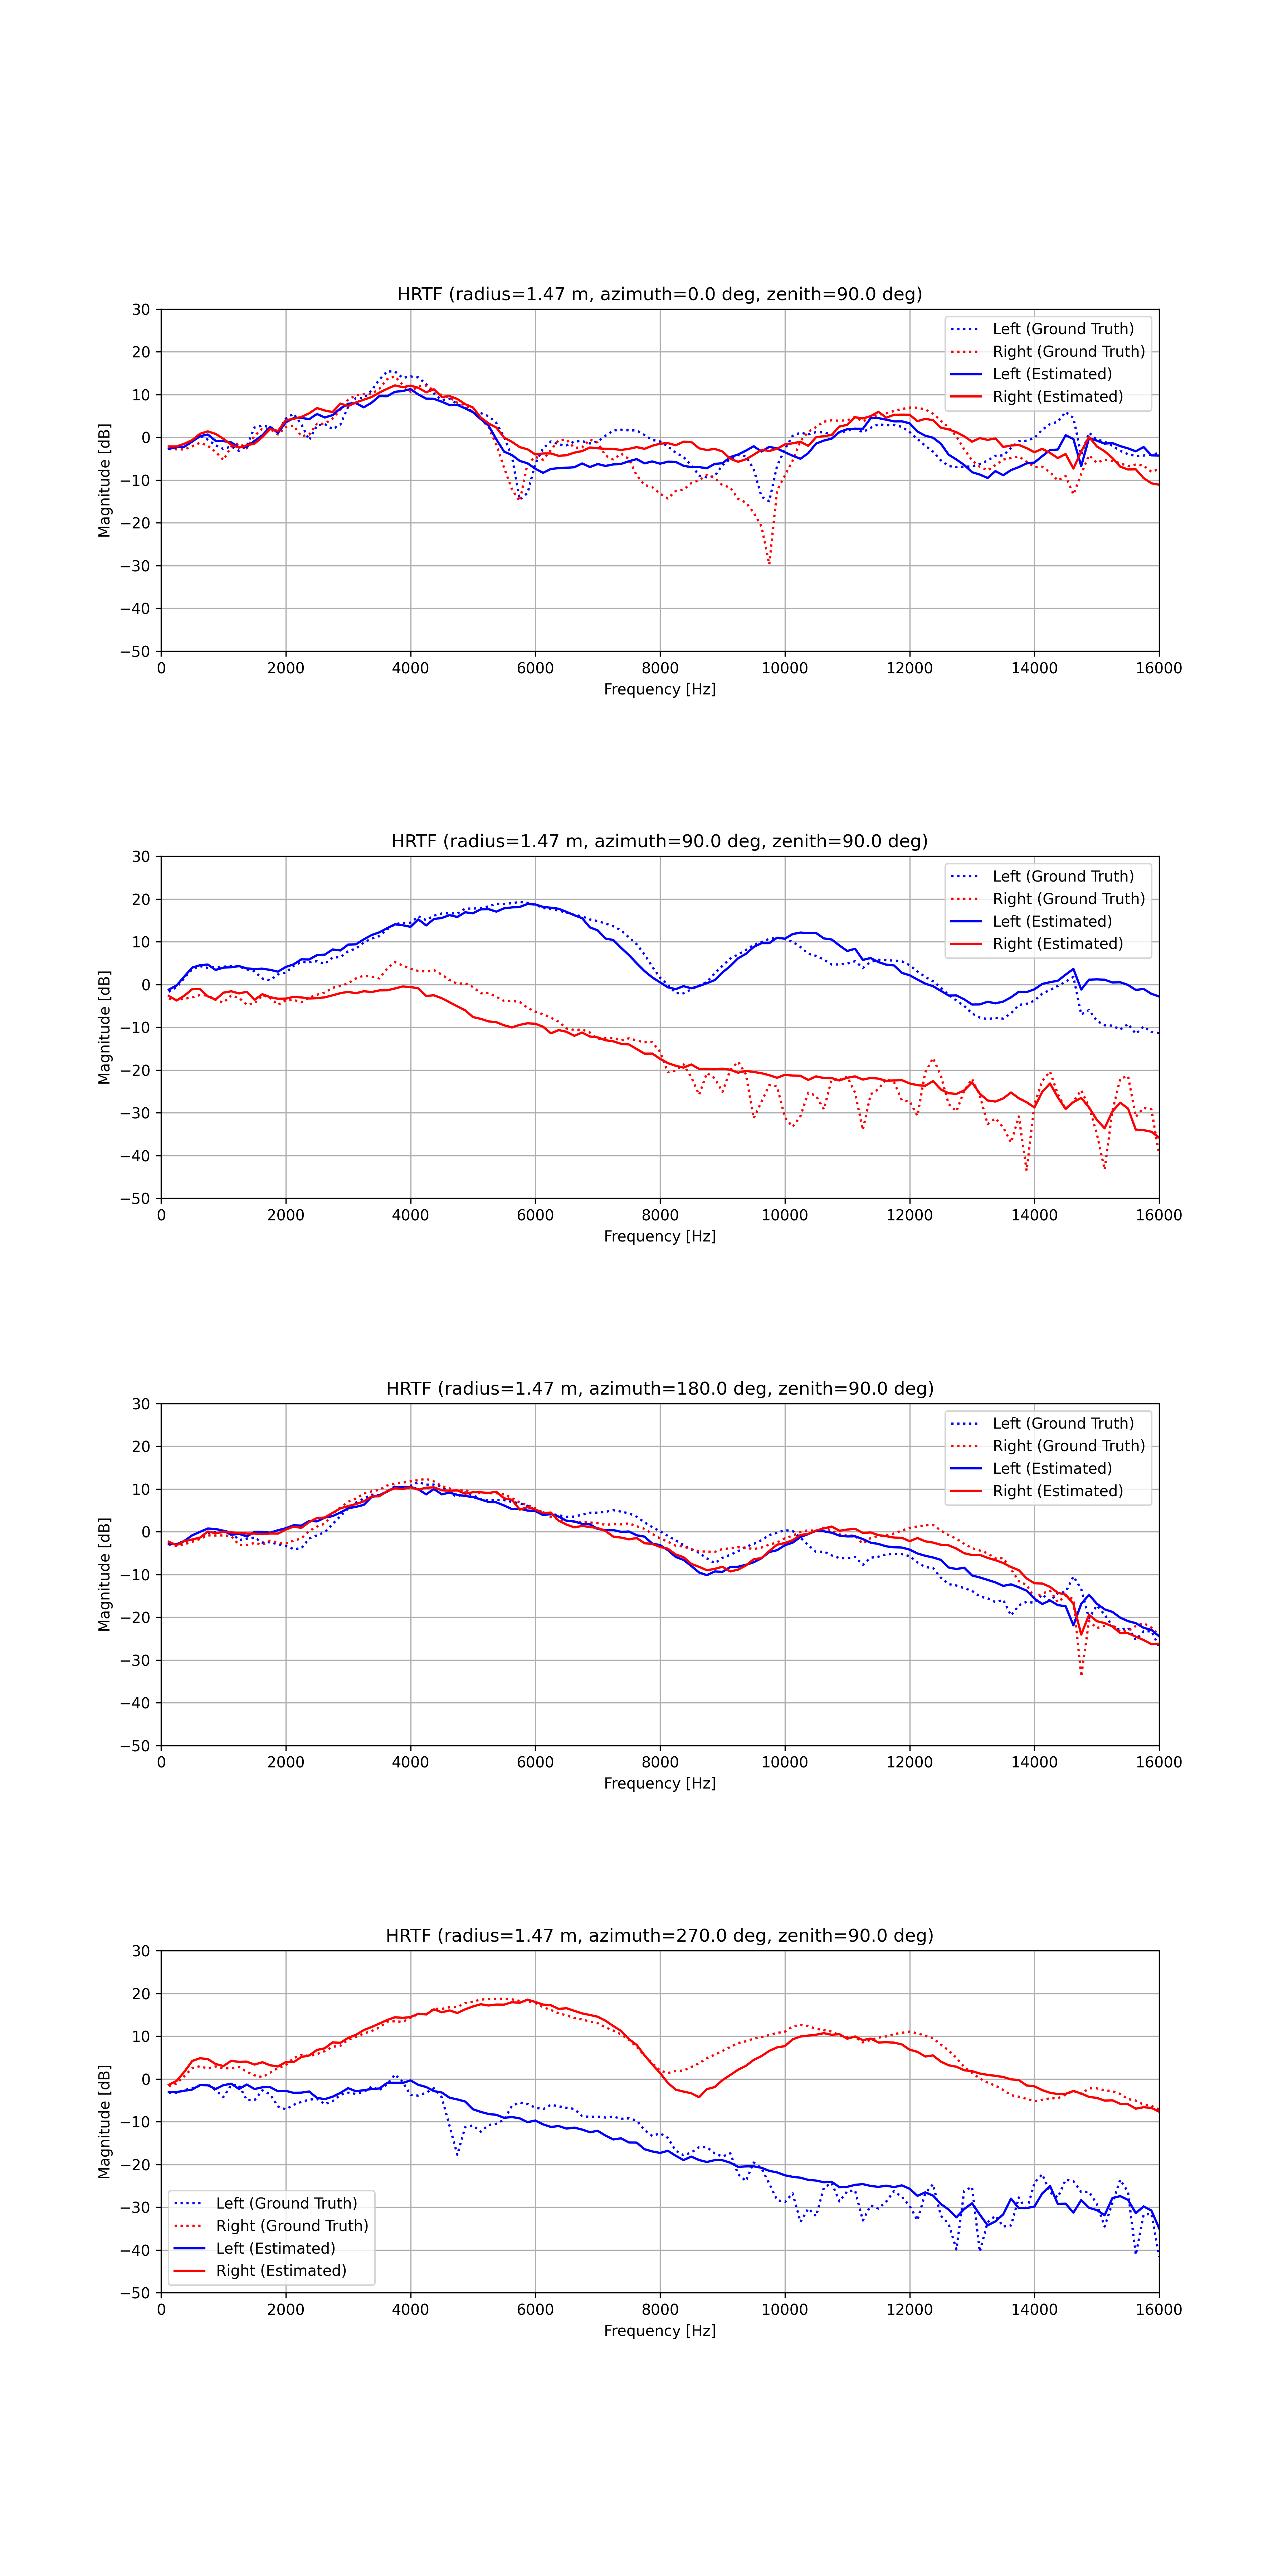 HRTF (radius=1.47 m, azimuth=0.0 deg, zenith=90.0 deg)
30
20
10
0
−10
−20
−30
−40
−50
Magnitude [dB]
Left (Ground Truth)
Right (Ground Truth)
Left (Estimated)
Right (Estimated)
0 2000 4000 6000 8000 10000 12000 14000 16000
Frequency [Hz]
HRTF (radius=1.47 m, azimuth=90.0 deg, zenith=90.0 deg)
30
20
10
0
−10
−20
−30
−40
−50
Magnitude [dB]
Left (Ground Truth)
Right (Ground Truth)
Left (Estimated)
Right (Estimated)
0 2000 4000 6000 8000 10000 12000 14000 16000
Frequency [Hz]
HRTF (radius=1.47 m, azimuth=180.0 deg, zenith=90.0 deg)
30
20
10
0
−10
−20
−30
−40
−50
Magnitude [dB]
Left (Ground Truth)
Right (Ground Truth)
Left (Estimated)
Right (Estimated)
0 2000 4000 6000 8000 10000 12000 14000 16000
Frequency [Hz]
HRTF (radius=1.47 m, azimuth=270.0 deg, zenith=90.0 deg)
30
20
10
0
−10
−20
−30
−40
−50
Magnitude [dB]
Left (Ground Truth)
Right (Ground Truth)
Left (Estimated)
Right (Estimated)
0 2000 4000 6000 8000 10000 12000 14000 16000
Frequency [Hz]